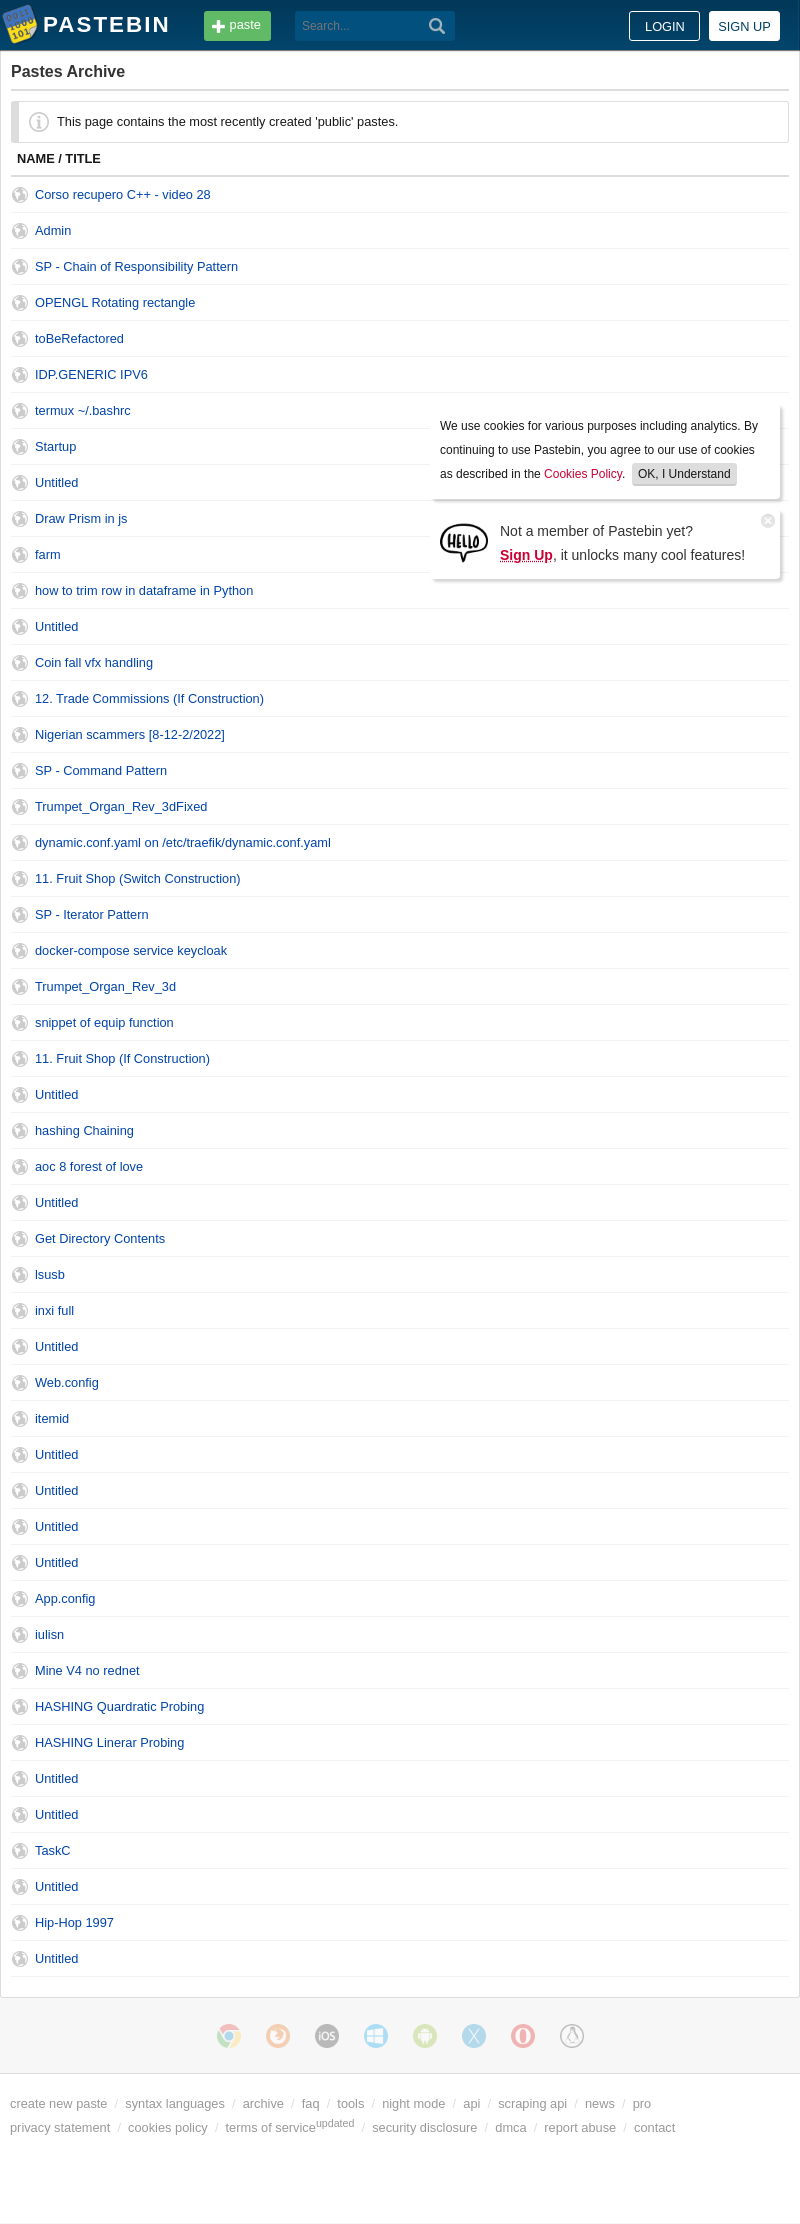 PASTEBIN
paste
Search...
LOGIN
SIGN UP
Pastes Archive
This page contains the most recently created 'public' pastes.
NAME / TITLE
Corso recupero C++ - video 28
Admin
SP - Chain of Responsibility Pattern
OPENGL Rotating rectangle
toBeRefactored
IDP.GENERIC IPV6
termux ~/.bashrc
Startup
Untitled
Draw Prism in js
farm
how to trim row in dataframe in Python
We use cookies for various purposes including analytics. By
continuing to use Pastebin, you agree to our use of cookies
as described in the Cookies Policy. OK, I Understand
HELLO
Not a member of Pastebin yet?
Sign Up, it unlocks many cool features!
Untitled
Coin fall vfx handling
12. Trade Commissions (If Construction)
Nigerian scammers [8-12-2/2022]
SP - Command Pattern
Trumpet_Organ_Rev_3dFixed
dynamic.conf.yaml on /etc/traefik/dynamic.conf.yaml
11. Fruit Shop (Switch Construction)
SP - Iterator Pattern
docker-compose service keycloak
Trumpet_Organ_Rev_3d
snippet of equip function
11. Fruit Shop (If Construction)
Untitled
hashing Chaining
aoc 8 forest of love
Untitled
Get Directory Contents
lsusb
inxi full
Untitled
Web.config
itemid
Untitled
Untitled
Untitled
Untitled
App.config
iulisn
Mine V4 no rednet
HASHING Quardratic Probing
HASHING Linerar Probing
Untitled
Untitled
TaskC
Untitled
Hip-Hop 1997
Untitled
iOS
create new paste / syntax languages / archive / faq / tools / night mode / api / scraping api / news / pro
privacy statement / cookies policy / terms of service updated / security disclosure / dmca / report abuse / contact